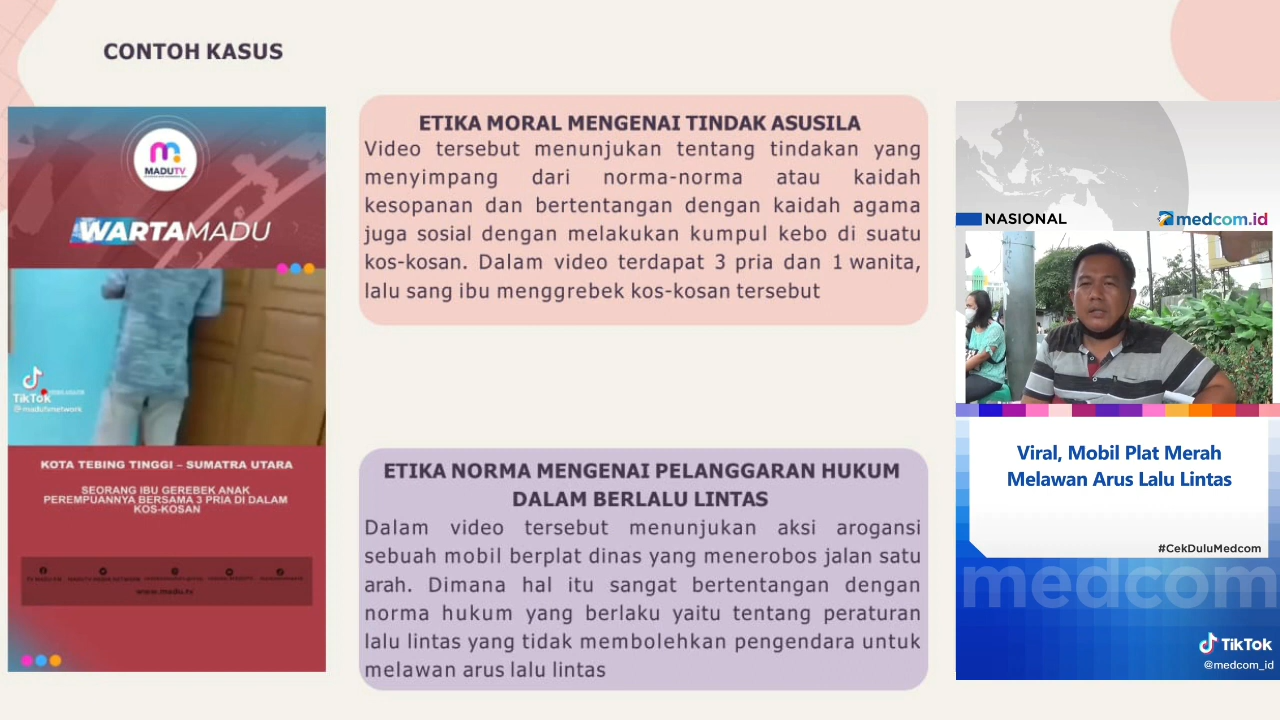 CONTOH KASUS
MADUTV
WARTAMADU
TikTok
@madutvnetwork
KOTA TEBING TINGGI – SUMATRA UTARA
SEORANG IBU GEREBEK ANAK
PEREMPUANNYA BERSAMA 3 PRIA DI DALAM
KOS-KOSAN
www.madu.tv
ETIKA MORAL MENGENAI TINDAK ASUSILA
Video tersebut menunjukan tentang tindakan yang
menyimpang dari norma-norma atau kaidah
kesopanan dan bertentangan dengan kaidah agama
juga sosial dengan melakukan kumpul kebo di suatu
kos-kosan. Dalam video terdapat 3 pria dan 1 wanita,
lalu sang ibu menggrebek kos-kosan tersebut
ETIKA NORMA MENGENAI PELANGGARAN HUKUM
DALAM BERLALU LINTAS
Dalam video tersebut menunjukan aksi arogansi
sebuah mobil berplat dinas yang menerobos jalan satu
arah. Dimana hal itu sangat bertentangan dengan
norma hukum yang berlaku yaitu tentang peraturan
lalu lintas yang tidak membolehkan pengendara untuk
melawan arus lalu lintas
NASIONAL
medcom.id
Viral, Mobil Plat Merah
Melawan Arus Lalu Lintas
#CekDuluMedcom
medcom
TikTok
@medcom_id